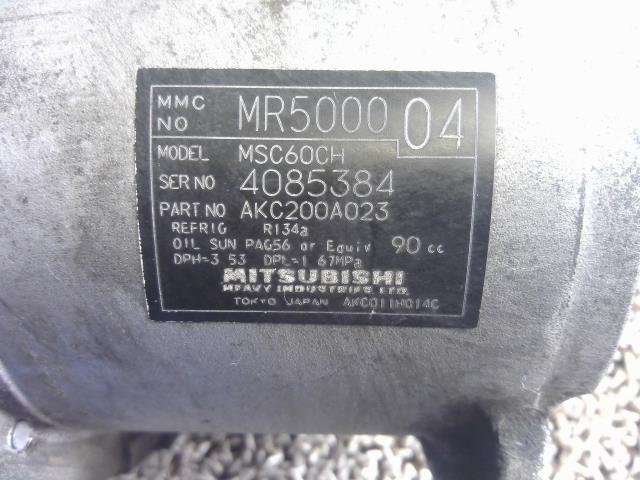 MMC NO MR5000 04
MODEL MSC60CH
SER NO 4085384
PART NO AKC200A023
REFRIG R134a
OIL SUN PAG56 or Equiv 90 cc
DPH=3 53 DPL=1 67MPa
MITSUBISHI
HEAVY INDUSTRIES LTD.
TOKYO JAPAN AKC011H014C